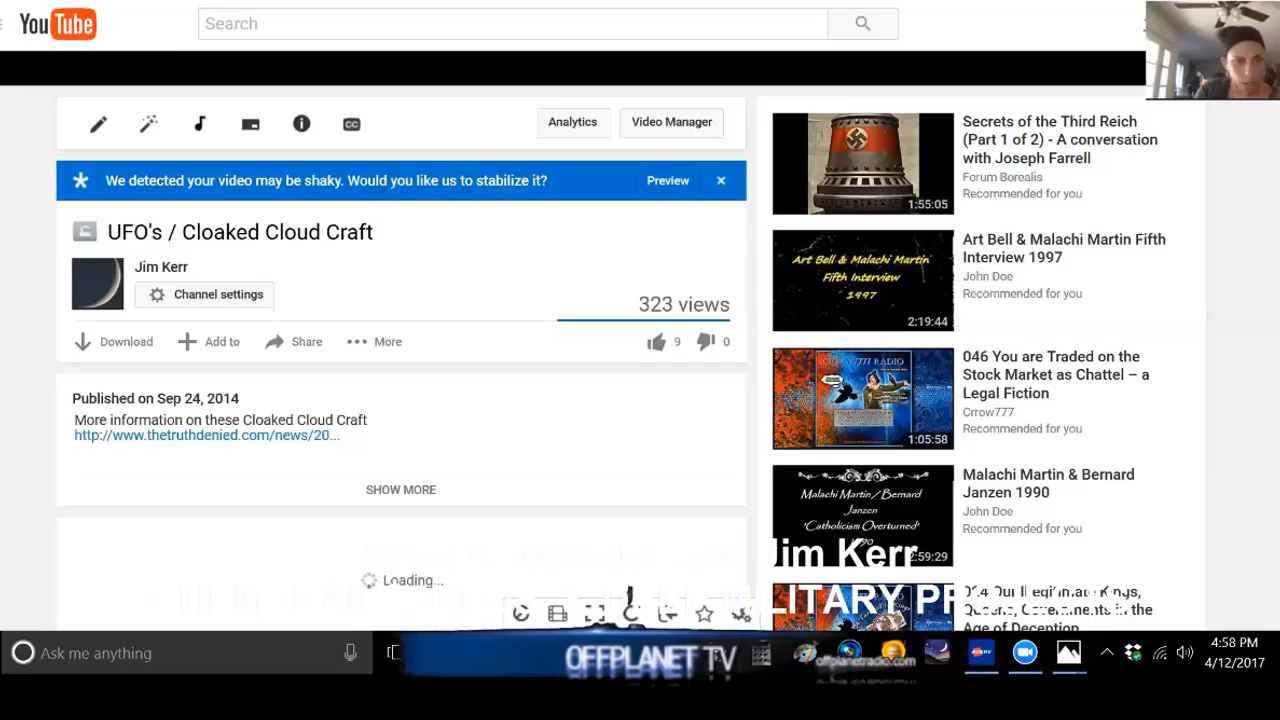 YouTube
Search
Analytics
Video Manager
We detected your video may be shaky. Would you like us to stabilize it?
Preview
UFO's / Cloaked Cloud Craft
Jim Kerr
Channel settings
323 views
Download
Add to
Share
More
9
0
Published on Sep 24, 2014
More information on these Cloaked Cloud Craft
http://www.thetruthdenied.com/news/20...
SHOW MORE
Loading...
1:55:05
Secrets of the Third Reich
(Part 1 of 2) - A conversation
with Joseph Farrell
Forum Borealis
Recommended for you
Art Bell & Malachi Martin
Fifth Interview
1997
2:19:44
Art Bell & Malachi Martin Fifth
Interview 1997
John Doe
Recommended for you
1:05:58
046 You are Traded on the
Stock Market as Chattel – a
Legal Fiction
Crrow777
Recommended for you
Malachi Martin / Bernard
Janzen
'Catholicism Overturned'
2:59:29
Malachi Martin & Bernard
Janzen 1990
John Doe
Recommended for you
Age of Deception
Jim Kerr
Ask me anything
OFFPLANET TV
offplanetradio.com
AVERY
4:58 PM
4/12/2017